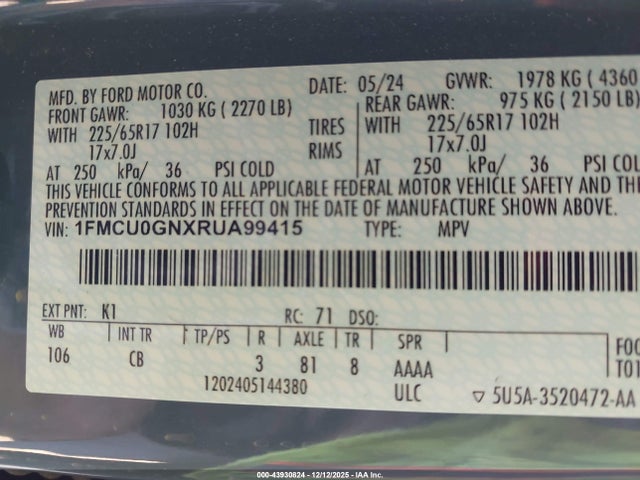 MFD. BY FORD MOTOR CO. DATE: 05/24 GVWR: 1978 KG ( 4360
FRONT GAWR: 1030 KG ( 2270 LB) REAR GAWR: 975 KG ( 2150 LB)
WITH 225/65R17 102H TIRES WITH 225/65R17 102H
17x7.0J RIMS 17x7.0J
AT 250 kPa/ 36 PSI COLD AT 250 kPa/ 36 PSI COL
THIS VEHICLE CONFORMS TO ALL APPLICABLE FEDERAL MOTOR VEHICLE SAFETY AND THE
PREVENTION STANDARDS IN EFFECT ON THE DATE OF MANUFACTURE SHOWN ABOVE.
VIN: 1FMCU0GNXRUA99415 TYPE: MPV
EXT PNT: K1 RC: 71 DSO:
WB INT TR TP/PS R AXLE TR SPR
106 CB 3 81 8 AAAA
1202405144380 ULC ▽ 5U5A-3520472-AA
FOO
T01
000-43930824 | 12/12/2025 - IAA Inc.